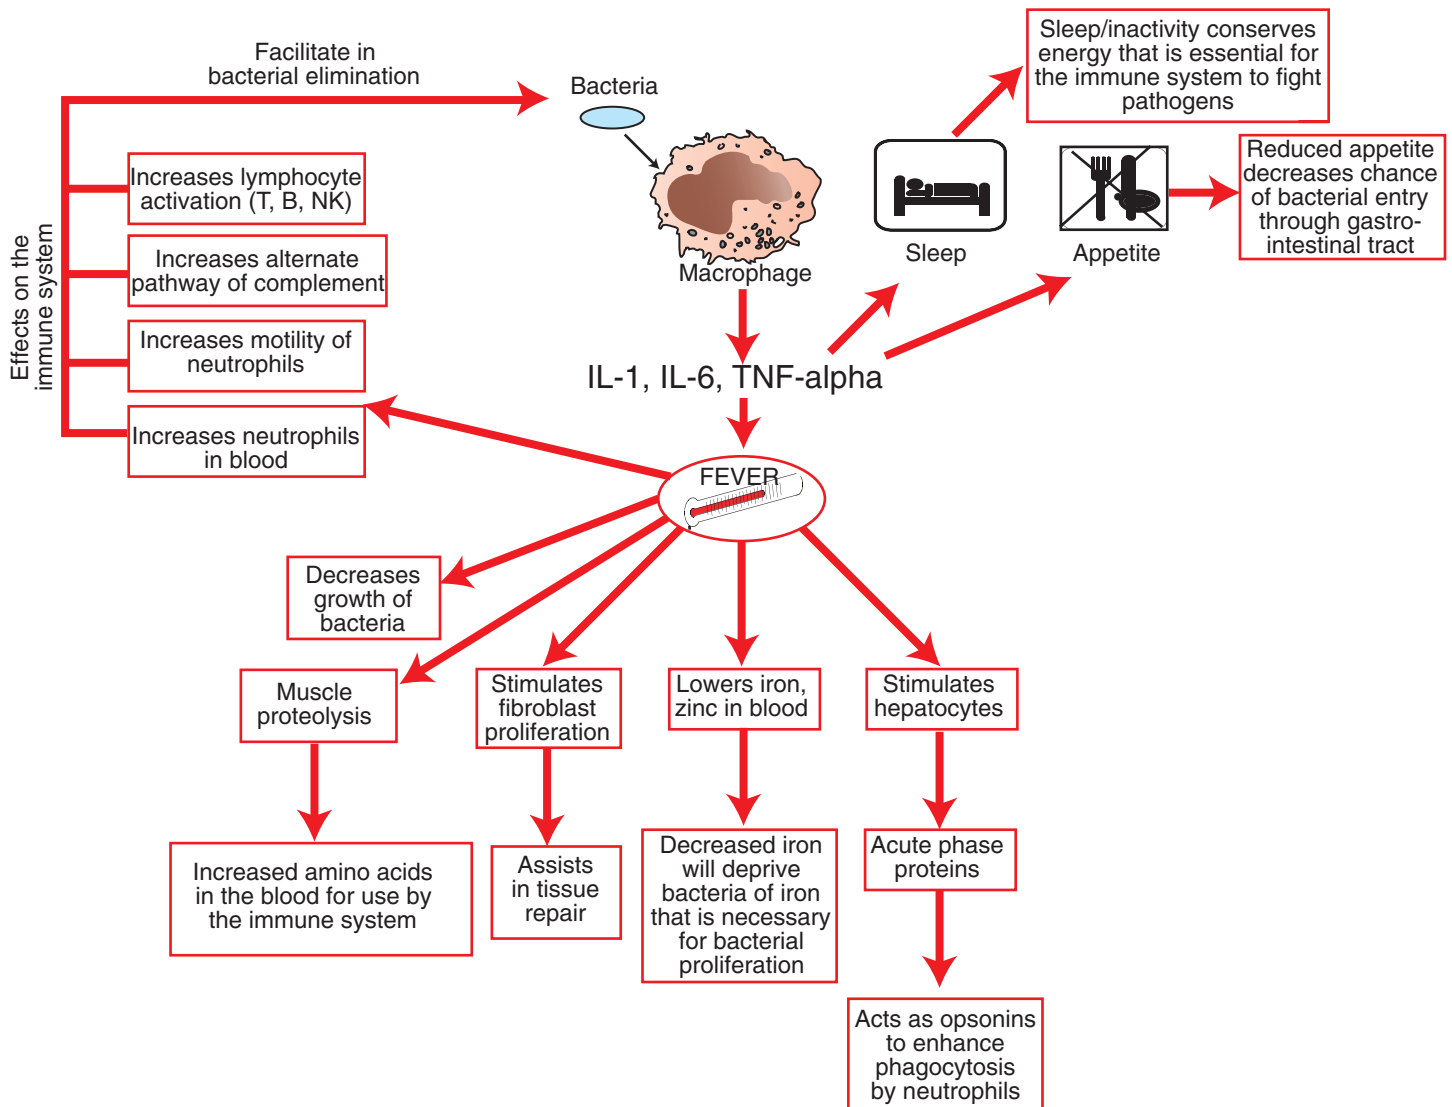 Facilitate in
bacterial elimination
Bacteria
Macrophage
Sleep/inactivity conserves
energy that is essential for
the immune system to fight
pathogens
Sleep
Appetite
Reduced appetite
decreases chance
of bacterial entry
through gastro-
intestinal tract
Effects on the
immune system
Increases lymphocyte
activation (T, B, NK)
Increases alternate
pathway of complement
Increases motility of
neutrophils
Increases neutrophils
in blood
IL-1, IL-6, TNF-alpha
FEVER
Decreases
growth of
bacteria
Muscle
proteolysis
Stimulates
fibroblast
proliferation
Lowers iron,
zinc in blood
Stimulates
hepatocytes
Increased amino acids
in the blood for use by
the immune system
Assists
in tissue
repair
Decreased iron
will deprive
bacteria of iron
that is necessary
for bacterial
proliferation
Acute phase
proteins
Acts as opsonins
to enhance
phagocytosis
by neutrophils